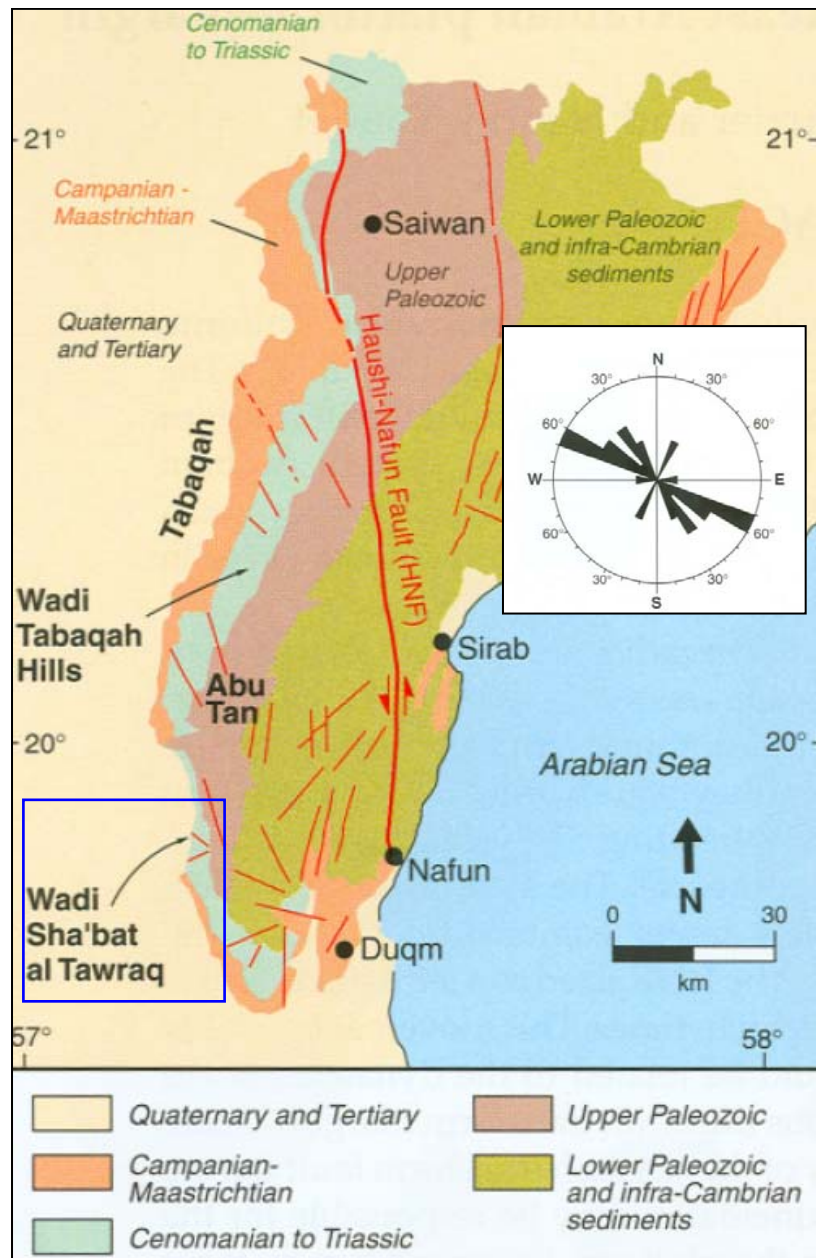 Cenomanian
to Triassic
21°
21°
Campanian -
Maastrichtian
Saiwan
Lower Paleozoic
and infra-Cambrian
sediments
Upper
Paleozoic
Quaternary
and Tertiary
Haushi-Nafun Fault (HNF)
N
30°
30°
60°
60°
W
E
60°
60°
30°
30°
S
Tabaqah
Wadi
Tabaqah
Hills
Sirab
Abu
Tan
20°
20°
Arabian Sea
Nafun
Wadi
Sha'bat
al Tawraq
Duqm
N
0
30
km
57°
58°
Quaternary and Tertiary
Upper Paleozoic
Campanian-
Maastrichtian
Lower Paleozoic
and infra-Cambrian
sediments
Cenomanian to Triassic